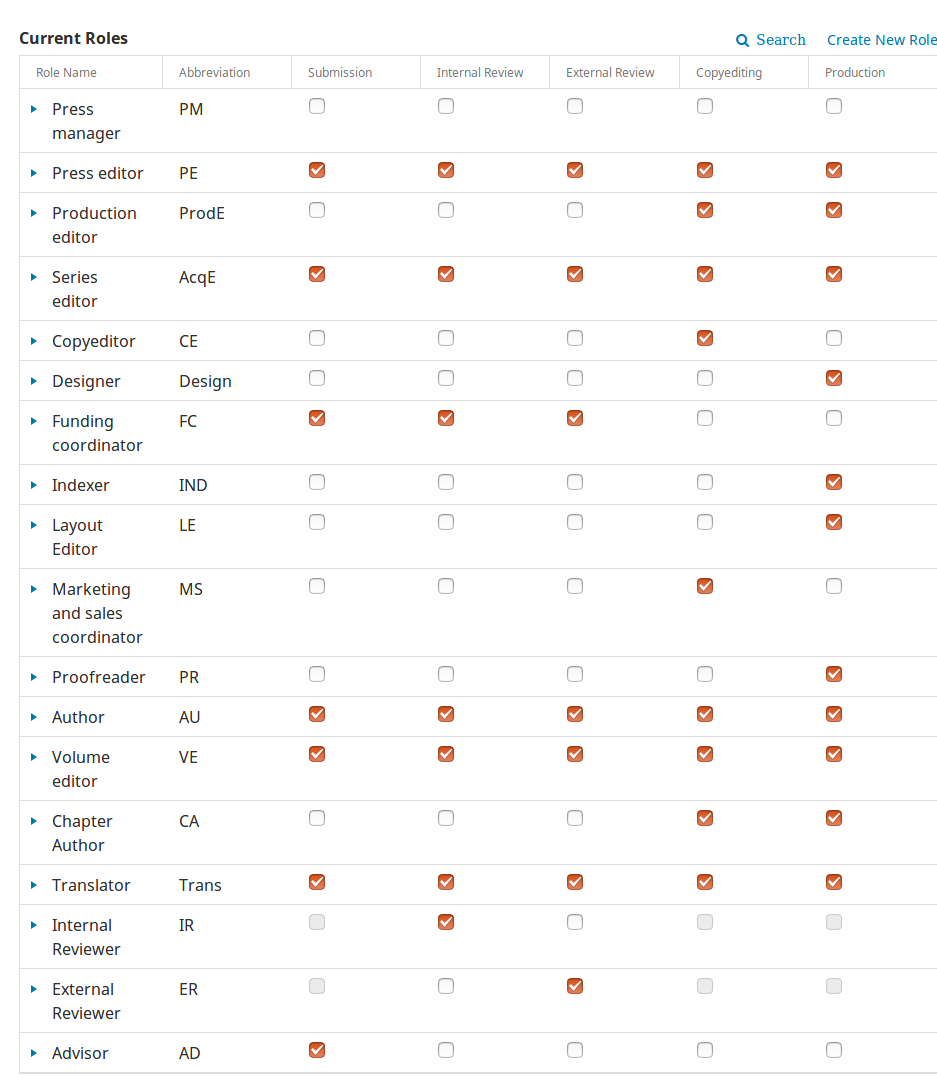 Current Roles
Search
Create New Role
Role Name Abbreviation Submission Internal Review External Review Copyediting Production
Press PM
manager
Press editor PE
Production ProdE
editor
Series AcqE
editor
Copyeditor CE
Designer Design
Funding FC
coordinator
Indexer IND
Layout LE
Editor
Marketing MS
and sales
coordinator
Proofreader PR
Author AU
Volume VE
editor
Chapter CA
Author
Translator Trans
Internal IR
Reviewer
External ER
Reviewer
Advisor AD